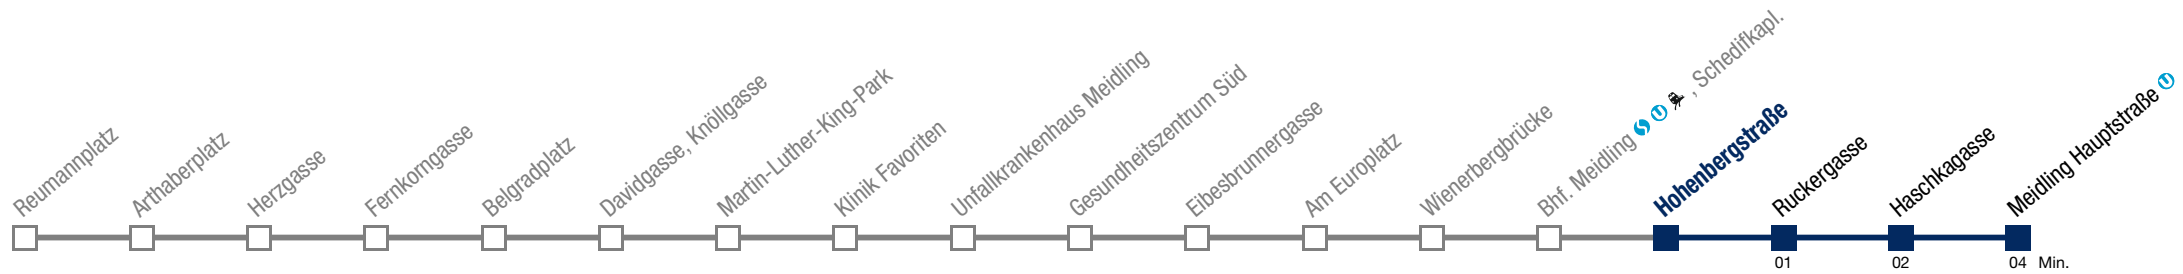 Reumannplatz
Arthaberplatz
Herzgasse
Fernkorngasse
Belgradplatz
Davidgasse, Knöllgasse
Martin-Luther-King-Park
Klinik Favoriten
Unfallkrankenhaus Meidling
Gesundheitszentrum Süd
Eibesbrunnergasse
Am Europlatz
Wienerbergbrücke
Bhf. Meidling S U , Schedifkapl.
Hohenbergstraße
Ruckergasse
Haschkagasse
Meidling Hauptstraße U
01 02 04 Min.